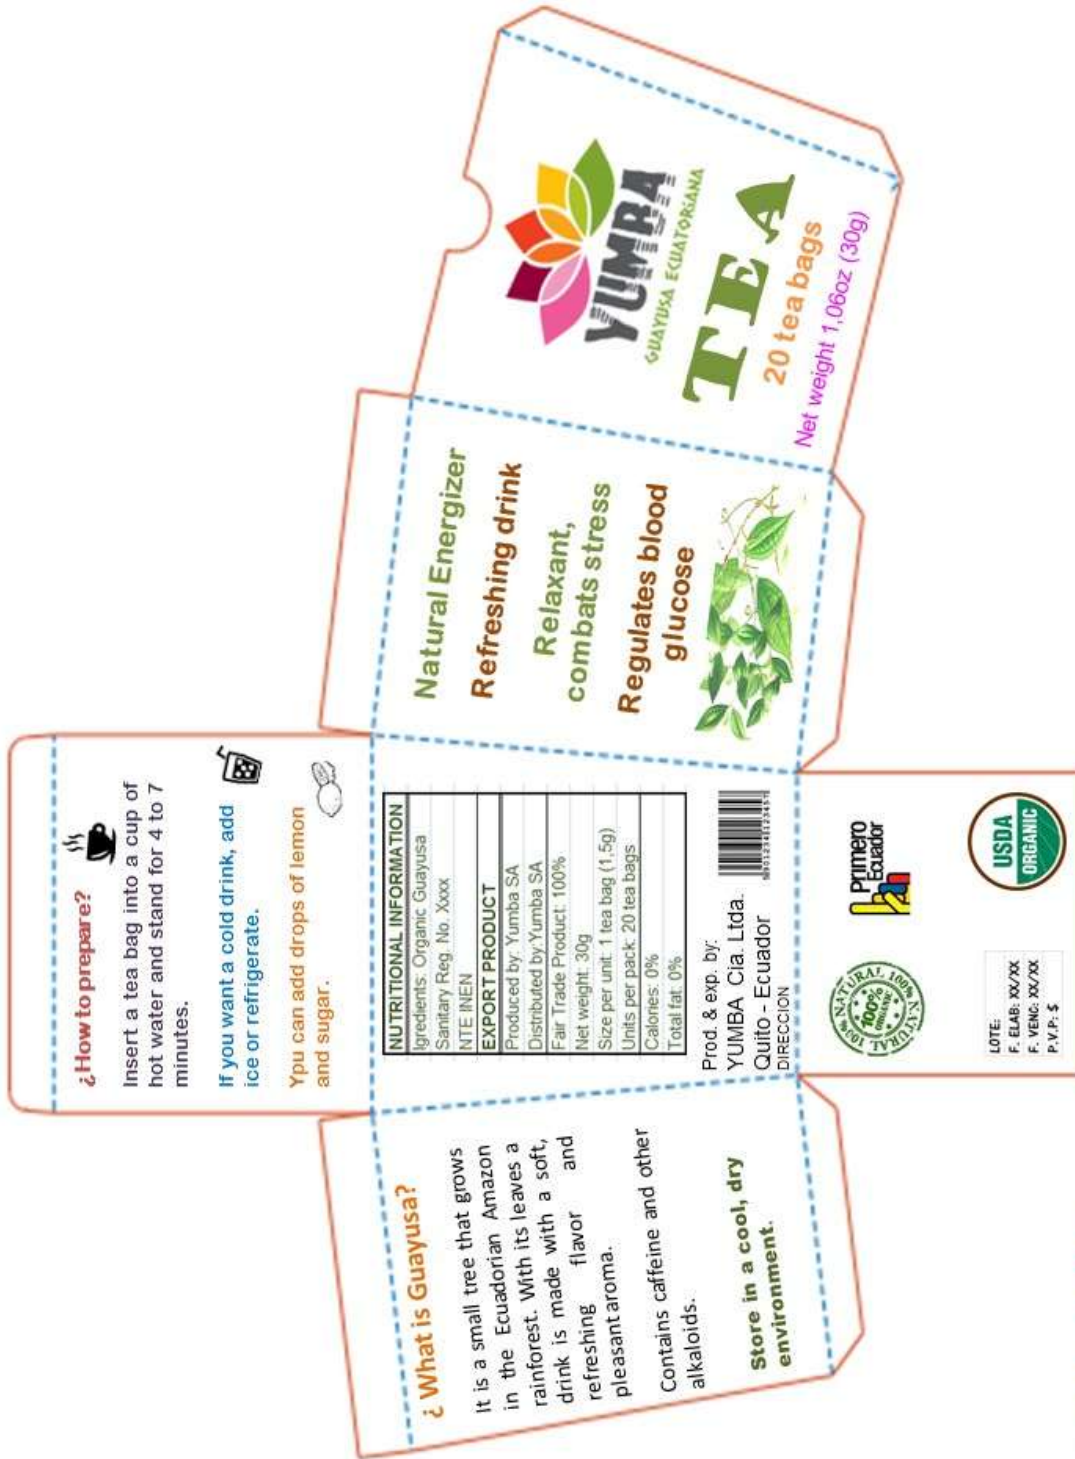 ¿Howto prepare?
Insert a tea bag into a cup of
hot water and stand for 4 to 7
minutes.
If you want a cold drink, add
ice or refrigerate.
Ypu can add drops of lemon
and sugar.
¿ What is Guayusa?
It is a small tree that grows
in the Ecuadorian Amazon
rainforest. With its leaves a
drink is made with a soft,
refreshing flavor and
pleasant aroma.
Contains caffeine and other
alkaloids.
Store in a cool, dry
environment.
NUTRITIONAL INFORMATION
Igredients: Organic Guayusa
Sanitary Reg. No. Xxxx
NTE INEN
EXPORT PRODUCT
Produced by: Yumba SA
Distributed by:Yumba SA
Fair Trade Product: 100%
Net weight: 30g
Size per unit: 1 tea bag (1,5g)
Units per pack: 20 tea bags
Calories: 0%
Total fat: 0%
Prod. & exp. by:
YUMBA Cia. Ltda.
Quito - Ecuador
DIRECCION
Natural Energizer
Refreshing drink
Relaxant,
combats stress
Regulates blood
glucose
YUMBA
GUAYUSA ECUATORIANA
TEA
20 tea bags
Net weight 1,06oz (30g)
100% NATURAL 100% NATURAL
100%
ORGANIC
Primero
Ecuador
LOTE:
F. ELAB: XX/XX
F. VENC: XX/XX
P.V.P: $
USDA
ORGANIC